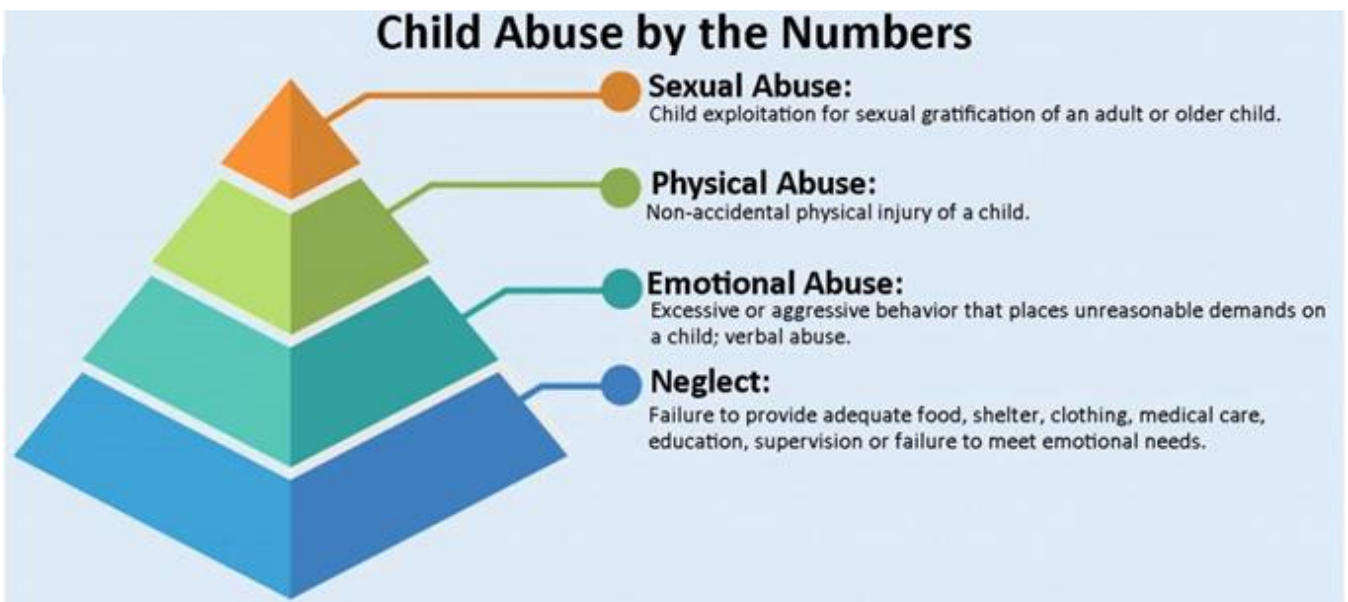 Child Abuse by the Numbers
Sexual Abuse:
Child exploitation for sexual gratification of an adult or older child.
Physical Abuse:
Non-accidental physical injury of a child.
Emotional Abuse:
Excessive or aggressive behavior that places unreasonable demands on
a child; verbal abuse.
Neglect:
Failure to provide adequate food, shelter, clothing, medical care,
education, supervision or failure to meet emotional needs.